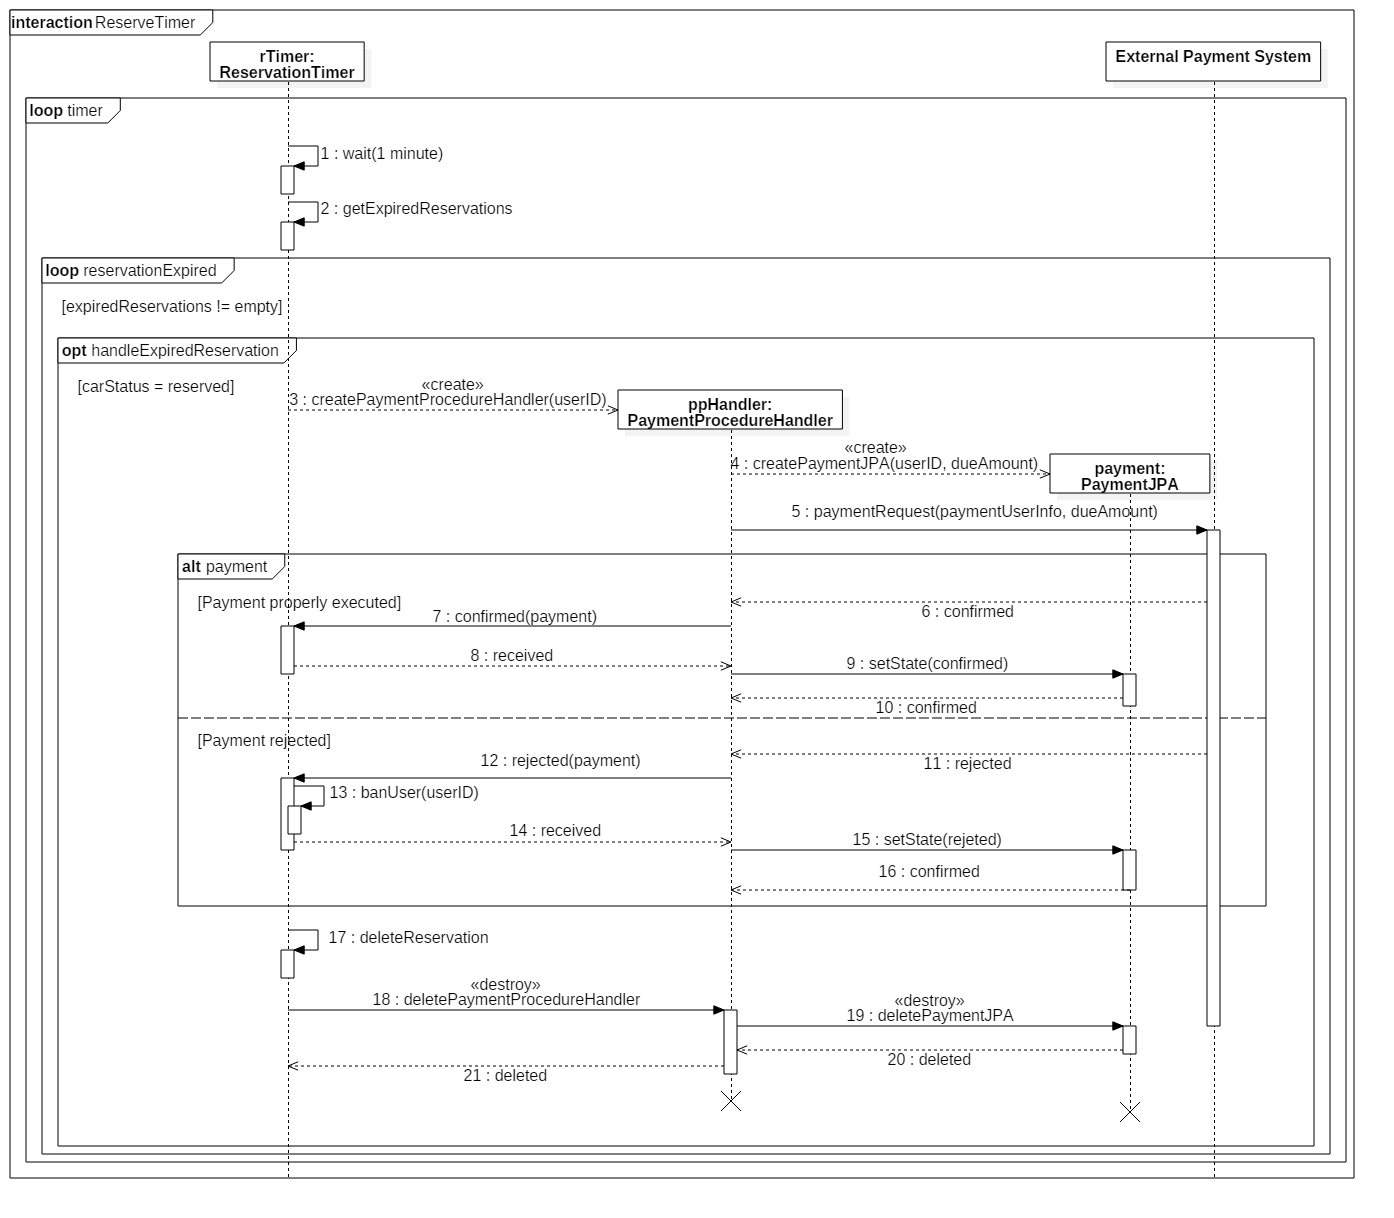 interaction ReserveTimer
rTimer:
ReservationTimer
External Payment System
loop timer
1 : wait(1 minute)
2 : getExpiredReservations
loop reservationExpired
[expiredReservations != empty]
opt handleExpiredReservation
[carStatus = reserved]
«create»
3 : createPaymentProcedureHandler(userID)
ppHandler:
PaymentProcedureHandler
«create»
4 : createPaymentJPA(userID, dueAmount)
payment:
PaymentJPA
5 : paymentRequest(paymentUserInfo, dueAmount)
alt payment
[Payment properly executed]
6 : confirmed
7 : confirmed(payment)
8 : received
9 : setState(confirmed)
10 : confirmed
[Payment rejected]
11 : rejected
12 : rejected(payment)
13 : banUser(userID)
14 : received
15 : setState(rejeted)
16 : confirmed
17 : deleteReservation
«destroy»
18 : deletePaymentProcedureHandler
«destroy»
19 : deletePaymentJPA
20 : deleted
21 : deleted